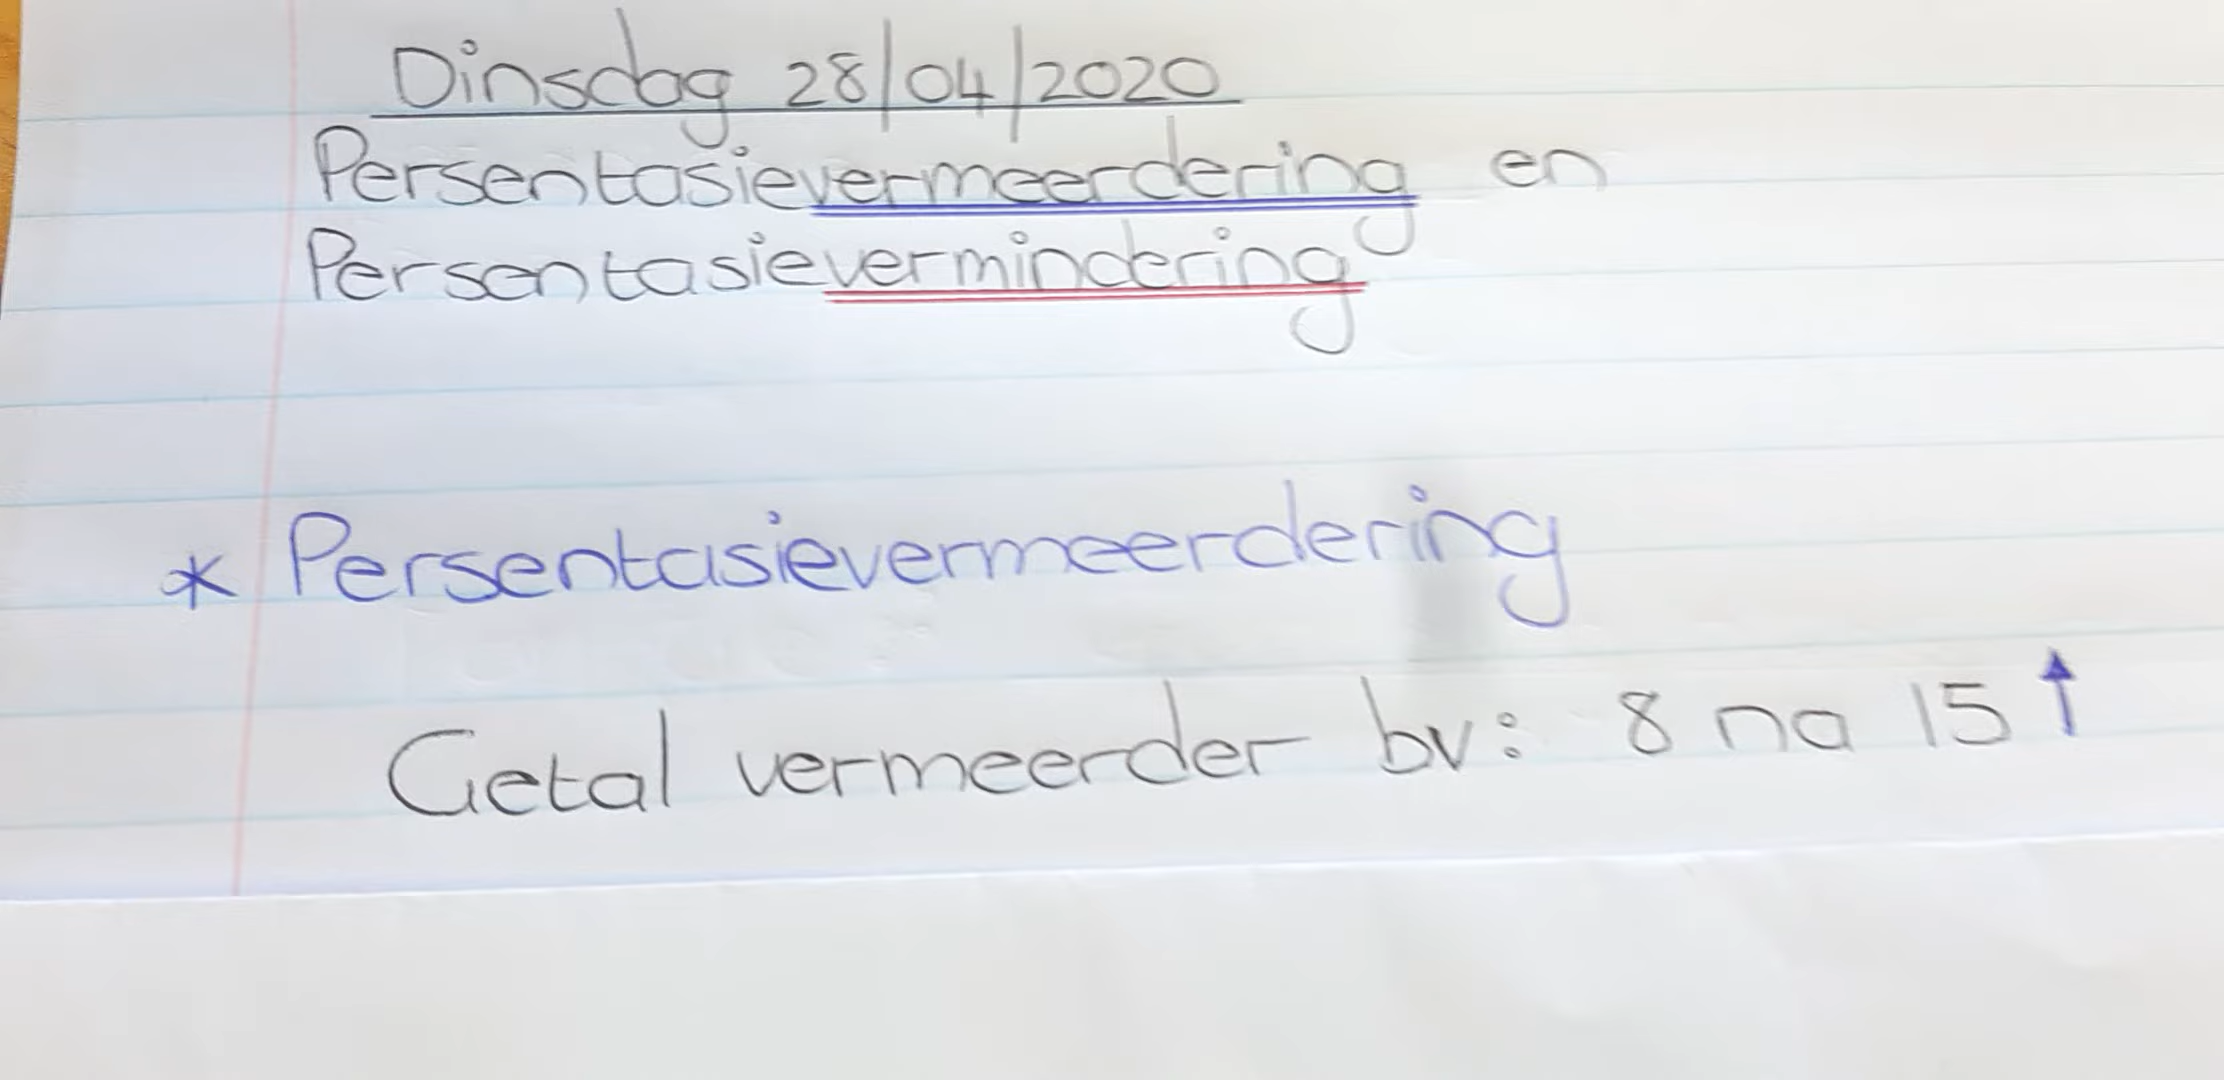 Dinsdag 28/04/2020
Persentasievermeerdering en
Persentasievermindering
* Persentasievermeerdering
Getal vermeerder bv: 8 na 15 ↑